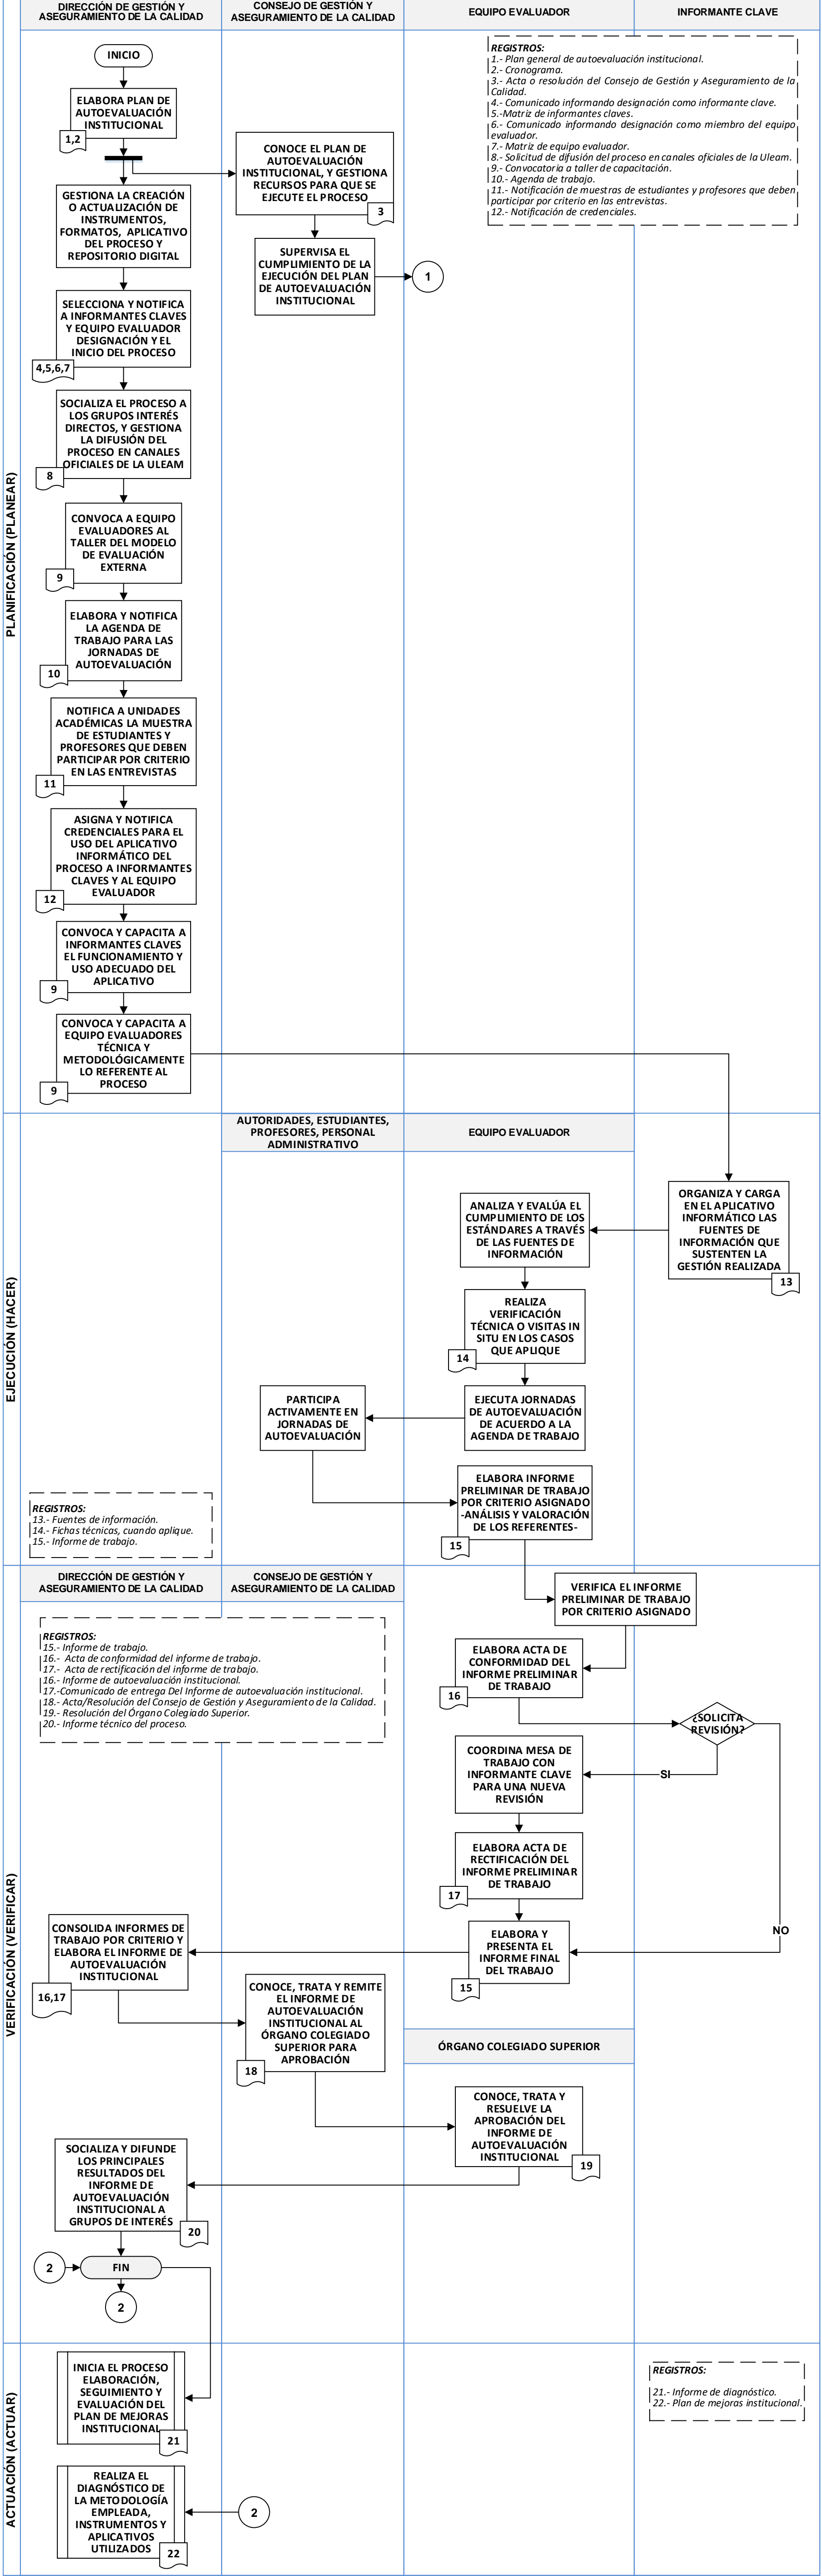 DIRECCIÓN DE GESTIÓN Y
ASEGURAMIENTO DE LA CALIDAD
CONSEJO DE GESTIÓN Y
ASEGURAMIENTO DE LA CALIDAD
EQUIPO EVALUADOR
INFORMANTE CLAVE
PLANIFICACIÓN (PLANEAR)
INICIO
ELABORA PLAN DE
AUTOEVALUACIÓN
INSTITUCIONAL
1,2
REGISTROS:
1.- Plan general de autoevaluación institucional.
2.- Cronograma.
3.- Acta o resolución del Consejo de Gestión y Aseguramiento de la
Calidad.
4.- Comunicado informando designación como informante clave.
5.-Matriz de informantes claves.
6.- Comunicado informando designación como miembro del equipo
evaluador.
7.- Matriz de equipo evaluador.
8.- Solicitud de difusión del proceso en canales oficiales de la Uleam.
9.- Convocatoria a taller de capacitación.
10.- Agenda de trabajo.
11.- Notificación de muestras de estudiantes y profesores que deben
participar por criterio en las entrevistas.
12.- Notificación de credenciales.
CONOCE EL PLAN DE
AUTOEVALUACIÓN
INSTITUCIONAL, Y GESTIONA
RECURSOS PARA QUE SE
EJECUTE EL PROCESO
3
SUPERVISA EL
CUMPLIMIENTO DE LA
EJECUCIÓN DEL PLAN
DE AUTOEVALUACIÓN
INSTITUCIONAL
1
GESTIONA LA CREACIÓN
O ACTUALIZACIÓN DE
INSTRUMENTOS,
FORMATOS, APLICATIVO
DEL PROCESO Y
REPOSITORIO DIGITAL
SELECCIONA Y NOTIFICA
A INFORMANTES CLAVES
Y EQUIPO EVALUADOR
DESIGNACIÓN Y EL
INICIO DEL PROCESO
4,5,6,7
SOCIALIZA EL PROCESO A
LOS GRUPOS INTERÉS
DIRECTOS, Y GESTIONA
LA DIFUSIÓN DEL
PROCESO EN CANALES
OFICIALES DE LA ULEAM
8
CONVOCA A EQUIPO
EVALUADORES AL
TALLER DEL MODELO
DE EVALUACIÓN
EXTERNA
9
ELABORA Y NOTIFICA
LA AGENDA DE
TRABAJO PARA LAS
JORNADAS DE
AUTOEVALUACIÓN
10
NOTIFICA A UNIDADES
ACADÉMICAS LA MUESTRA
DE ESTUDIANTES Y
PROFESORES QUE DEBEN
PARTICIPAR POR CRITERIO
EN LAS ENTREVISTAS
11
ASIGNA Y NOTIFICA
CREDENCIALES PARA EL
USO DEL APLICATIVO
INFORMÁTICO DEL
PROCESO A INFORMANTES
CLAVES Y AL EQUIPO
EVALUADOR
12
CONVOCA Y CAPACITA A
INFORMANTES CLAVES
EL FUNCIONAMIENTO Y
USO ADECUADO DEL
APLICATIVO
9
CONVOCA Y CAPACITA A
EQUIPO EVALUADORES
TÉCNICA Y
METODOLÓGICAMENTE
LO REFERENTE AL
PROCESO
9
EJECUCIÓN (HACER)
AUTORIDADES, ESTUDIANTES,
PROFESORES, PERSONAL
ADMINISTRATIVO
EQUIPO EVALUADOR
ORGANIZA Y CARGA
EN EL APLICATIVO
INFORMÁTICO LAS
FUENTES DE
INFORMACIÓN QUE
SUSTENTEN LA
GESTIÓN REALIZADA
13
ANALIZA Y EVALÚA EL
CUMPLIMIENTO DE LOS
ESTÁNDARES A TRAVÉS
DE LAS FUENTES DE
INFORMACIÓN
REALIZA
VERIFICACIÓN
TÉCNICA O VISITAS IN
SITU EN LOS CASOS
QUE APLIQUE
14
EJECUTA JORNADAS
DE AUTOEVALUACIÓN
DE ACUERDO A LA
AGENDA DE TRABAJO
PARTICIPA
ACTIVAMENTE EN
JORNADAS DE
AUTOEVALUACIÓN
ELABORA INFORME
PRELIMINAR DE TRABAJO
POR CRITERIO ASIGNADO
-ANÁLISIS Y VALORACIÓN
DE LOS REFERENTES-
15
REGISTROS:
13.- Fuentes de información.
14.- Fichas técnicas, cuando aplique.
15.- Informe de trabajo.
VERIFICACIÓN (VERIFICAR)
DIRECCIÓN DE GESTIÓN Y
ASEGURAMIENTO DE LA CALIDAD
CONSEJO DE GESTIÓN Y
ASEGURAMIENTO DE LA CALIDAD
VERIFICA EL INFORME
PRELIMINAR DE TRABAJO
POR CRITERIO ASIGNADO
REGISTROS:
15.- Informe de trabajo.
16.- Acta de conformidad del informe de trabajo.
17.- Acta de rectificación del informe de trabajo.
16.- Informe de autoevaluación institucional.
17.-Comunicado de entrega Del Informe de autoevaluación institucional.
18.- Acta/Resolución del Consejo de Gestión y Aseguramiento de la Calidad.
19.- Resolución del Órgano Colegiado Superior.
20.- Informe técnico del proceso.
ELABORA ACTA DE
CONFORMIDAD DEL
INFORME PRELIMINAR
DE TRABAJO
16
¿SOLICITA
REVISIÓN?
SI
NO
COORDINA MESA DE
TRABAJO CON
INFORMANTE CLAVE
PARA UNA NUEVA
REVISIÓN
ELABORA ACTA DE
RECTIFICACIÓN DEL
INFORME PRELIMINAR
DE TRABAJO
17
ELABORA Y
PRESENTA EL
INFORME FINAL
DEL TRABAJO
15
CONSOLIDA INFORMES DE
TRABAJO POR CRITERIO Y
ELABORA EL INFORME DE
AUTOEVALUACIÓN
INSTITUCIONAL
16,17
CONOCE, TRATA Y REMITE
EL INFORME DE
AUTOEVALUACIÓN
INSTITUCIONAL AL
ÓRGANO COLEGIADO
SUPERIOR PARA
APROBACIÓN
18
ÓRGANO COLEGIADO SUPERIOR
CONOCE, TRATA Y
RESUELVE LA
APROBACIÓN DEL
INFORME DE
AUTOEVALUACIÓN
INSTITUCIONAL
19
SOCIALIZA Y DIFUNDE
LOS PRINCIPALES
RESULTADOS DEL
INFORME DE
AUTOEVALUACIÓN
INSTITUCIONAL A
GRUPOS DE INTERÉS
20
2
FIN
2
ACTUACIÓN (ACTUAR)
INICIA EL PROCESO
ELABORACIÓN,
SEGUIMIENTO Y
EVALUACIÓN DEL
PLAN DE MEJORAS
INSTITUCIONAL
21
REGISTROS:
21.- Informe de diagnóstico.
22.- Plan de mejoras institucional.
REALIZA EL
DIAGNÓSTICO DE
LA METODOLOGÍA
EMPLEADA,
INSTRUMENTOS Y
APLICATIVOS
UTILIZADOS
22
2